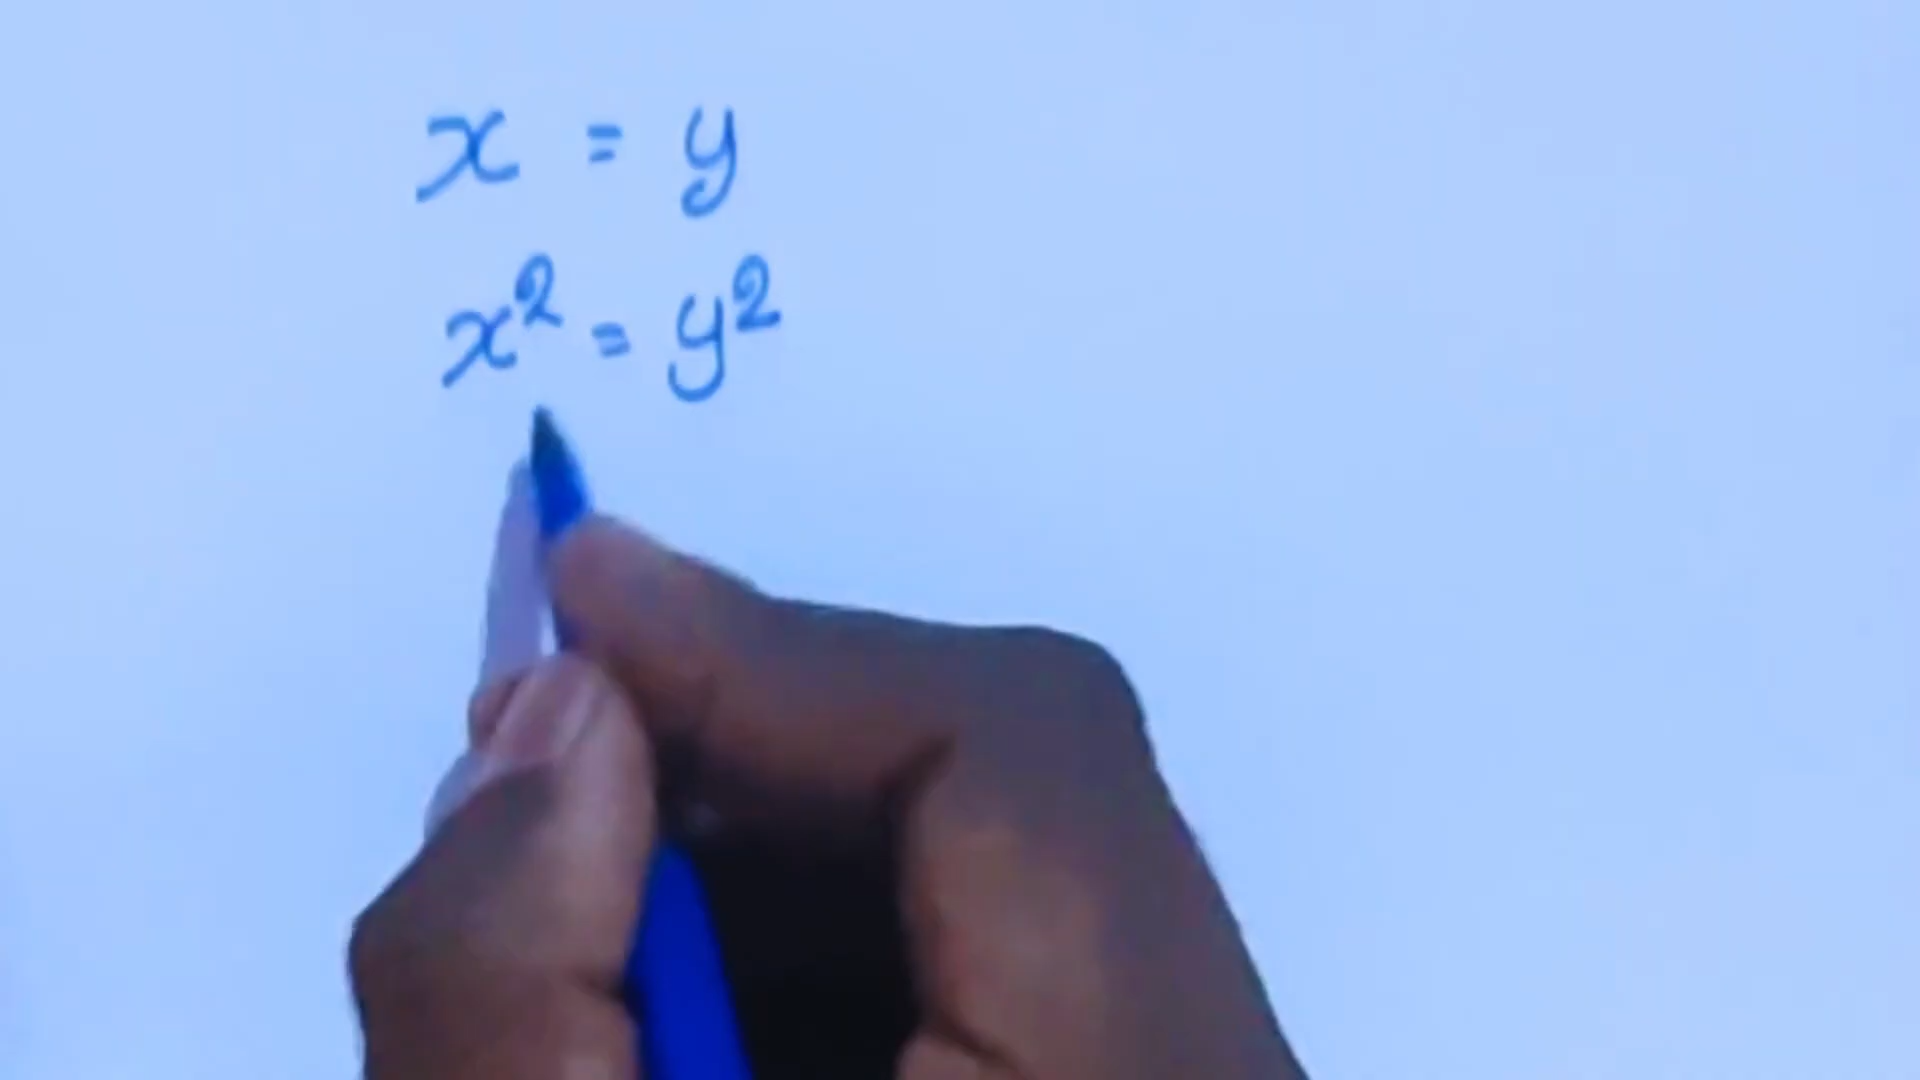 x = y
x² = y²